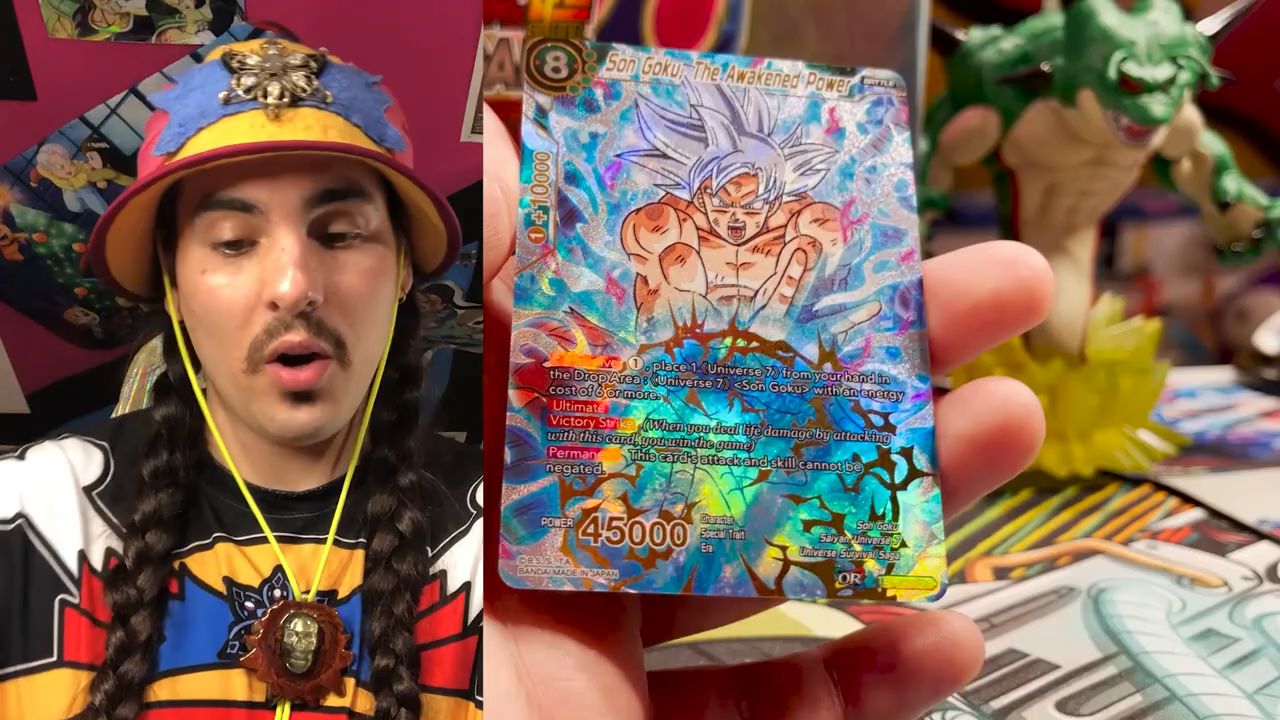 8
Son Goku, The Awakened Power
BATTLE
1 +10000
1, place 1 《Universe 7》 from your hand in
the Drop Area : 《Universe 7》 <Son Goku> with an energy
cost of 6 or more.
Ultimate
Victory Strike (When you deal life damage by attacking
with this card, you win the game)
This card's attack and skill cannot be
negated.
POWER 45000
Character Son Goku
Special Trait Saiyan, Universe 7
Era Universe Survival Saga
© B.S./S., T.A.
BANDAI MADE IN JAPAN